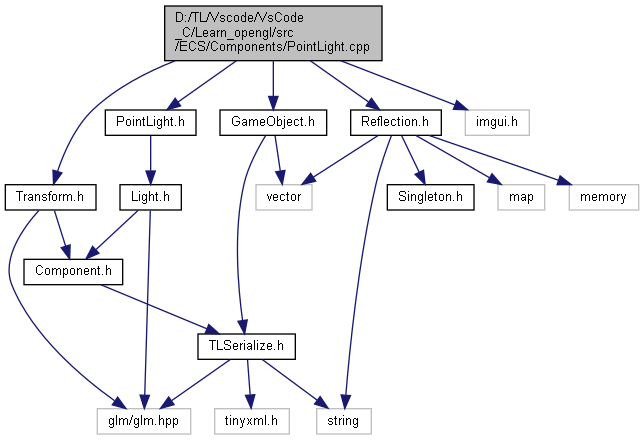 D:/TL/Vscode/VsCode
_C/Learn_opengl/src
/ECS/Components/PointLight.cpp
PointLight.h
GameObject.h
Reflection.h
imgui.h
Transform.h
Light.h
vector
Singleton.h
map
memory
Component.h
TLSerialize.h
glm/glm.hpp
tinyxml.h
string